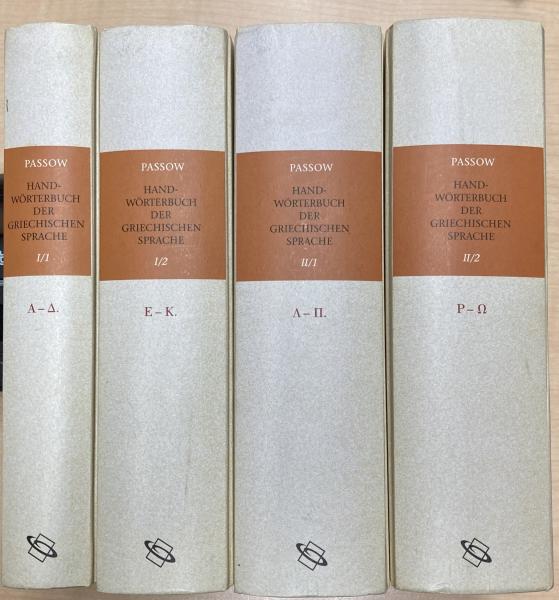 PASSOW
HAND-
WÖRTERBUCH
DER
GRIECHISCHEN
SPRACHE
I/1
Α – Δ.
PASSOW
HAND-
WÖRTERBUCH
DER
GRIECHISCHEN
SPRACHE
I/2
Ε – Κ.
PASSOW
HAND-
WÖRTERBUCH
DER
GRIECHISCHEN
SPRACHE
II/1
Λ – Π.
PASSOW
HAND-
WÖRTERBUCH
DER
GRIECHISCHEN
SPRACHE
II/2
Ρ – Ω